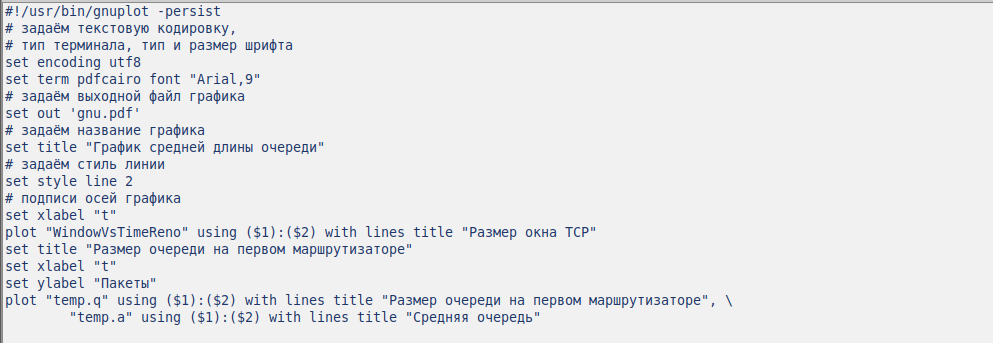 #!/usr/bin/gnuplot -persist
# задаём текстовую кодировку,
# тип терминала, тип и размер шрифта
set encoding utf8
set term pdfcairo font "Arial,9"
# задаём выходной файл графика
set out 'gnu.pdf'
# задаём название графика
set title "График средней длины очереди"
# задаём стиль линии
set style line 2
# подписи осей графика
set xlabel "t"
plot "WindowVsTimeReno" using ($1):($2) with lines title "Размер окна TCP"
set title "Размер очереди на первом маршрутизаторе"
set xlabel "t"
set ylabel "Пакеты"
plot "temp.q" using ($1):($2) with lines title "Размер очереди на первом маршрутизаторе", \
        "temp.a" using ($1):($2) with lines title "Средняя очередь"